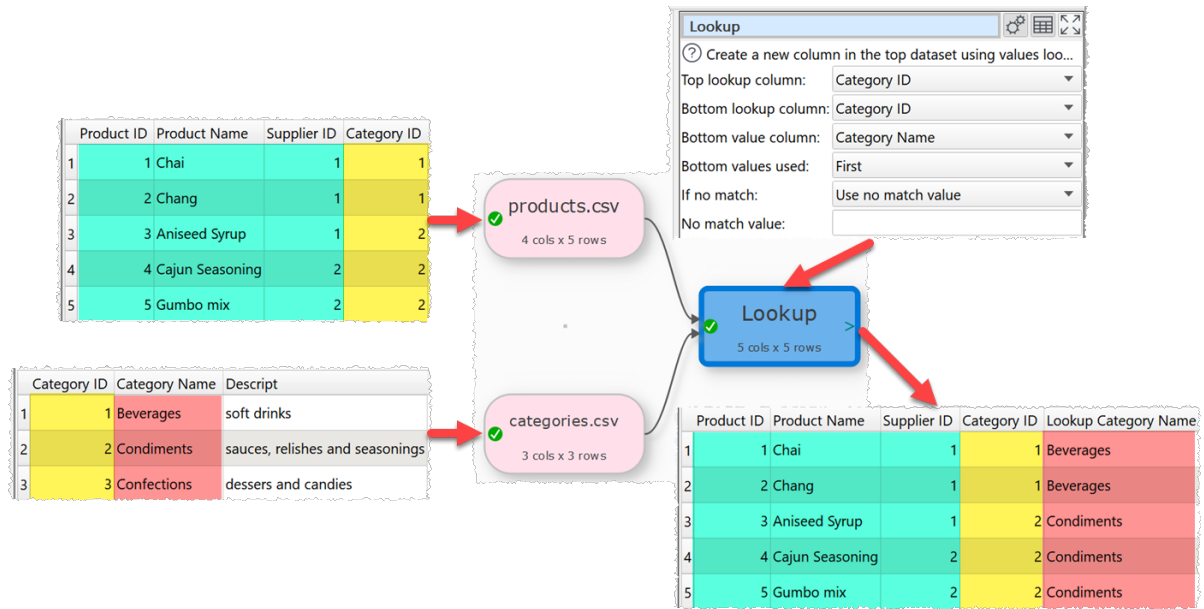 Lookup
? Create a new column in the top dataset using values loo...
Top lookup column: Category ID
Bottom lookup column: Category ID
Bottom value column: Category Name
Bottom values used: First
If no match: Use no match value
No match value:
Product ID Product Name Supplier ID Category ID
1 1 Chai 1 1
2 2 Chang 1 1
3 3 Aniseed Syrup 1 2
4 4 Cajun Seasoning 2 2
5 5 Gumbo mix 2 2
products.csv
4 cols x 5 rows
Lookup
5 cols x 5 rows
>
Category ID Category Name Descript
1 1 Beverages soft drinks
2 2 Condiments sauces, relishes and seasonings
3 3 Confections dessers and candies
categories.csv
3 cols x 3 rows
Product ID Product Name Supplier ID Category ID Lookup Category Name
1 1 Chai 1 1 Beverages
2 2 Chang 1 1 Beverages
3 3 Aniseed Syrup 1 2 Condiments
4 4 Cajun Seasoning 2 2 Condiments
5 5 Gumbo mix 2 2 Condiments